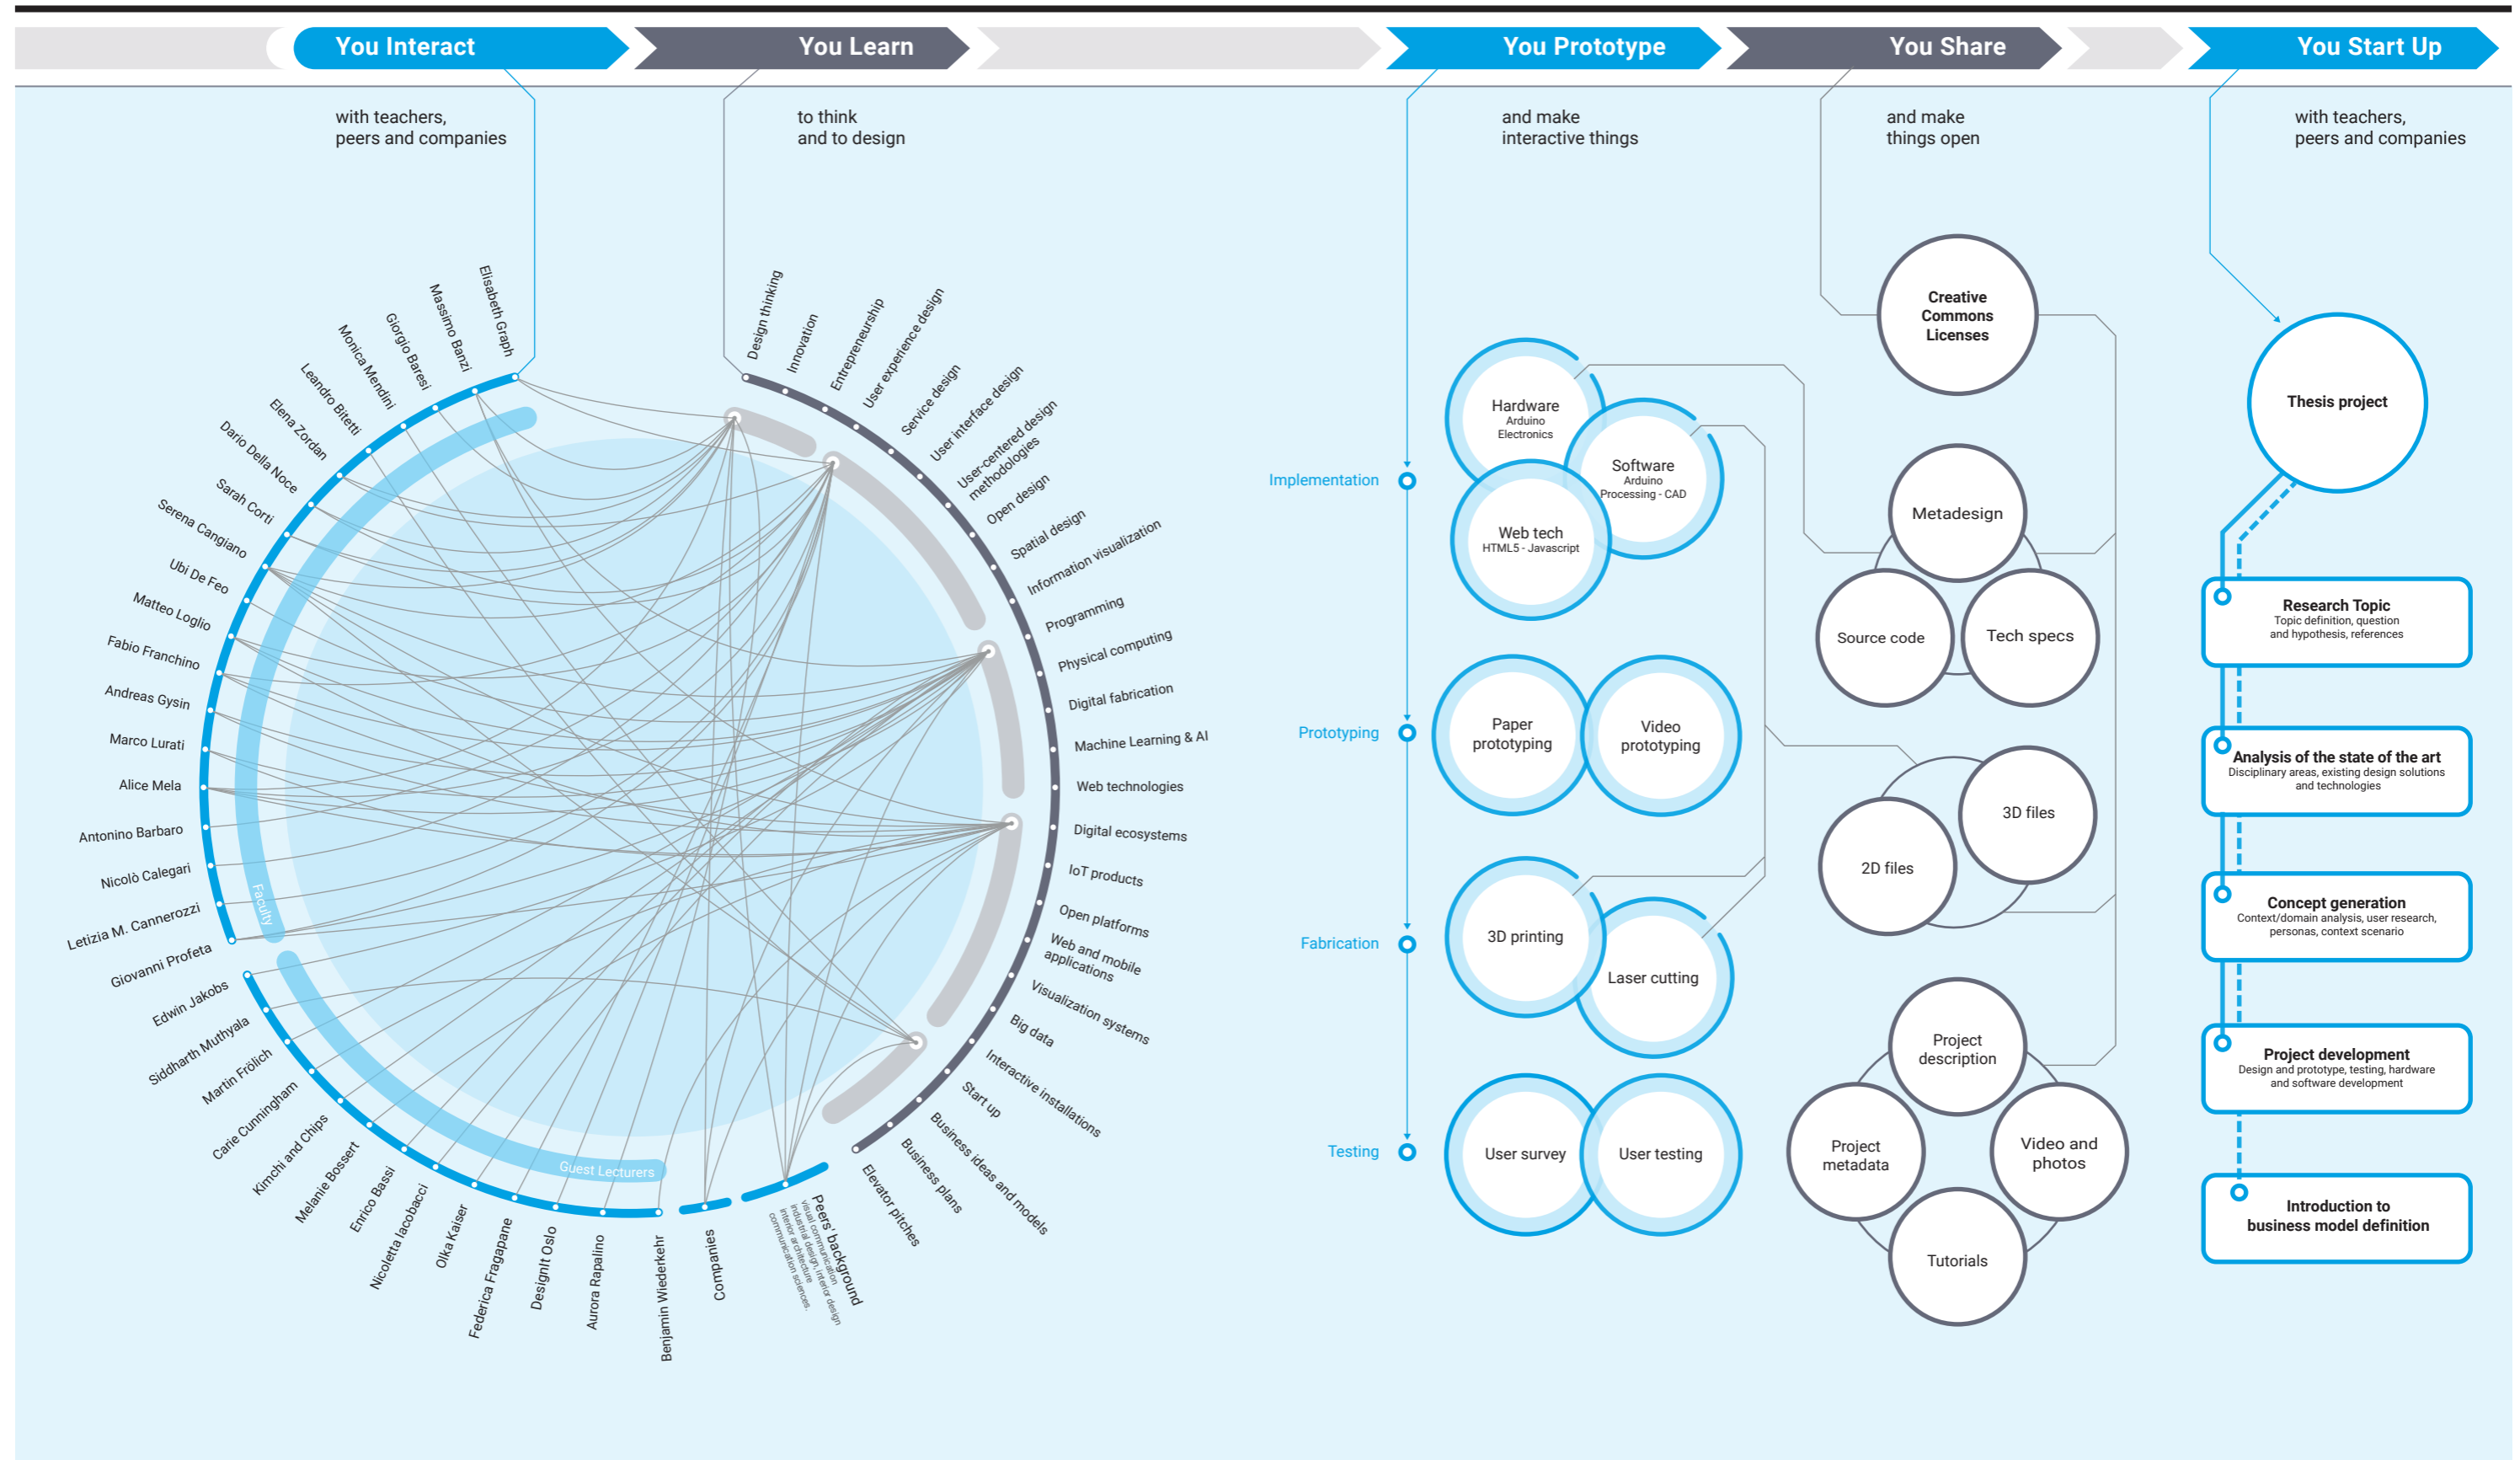 You Interact
You Learn
You Prototype
You Share
You Start Up
with teachers,
peers and companies
to think
and to design
and make
interactive things
and make
things open
with teachers,
peers and companies
Elisabeth Graph
Massimo Banzi
Giorgio Baresi
Monica Mendini
Leandro Bitetti
Elena Zordan
Dario Della Noce
Sarah Corti
Serena Cangiano
Ubi De Feo
Matteo Loglio
Fabio Franchino
Andreas Gysin
Marco Lurati
Alice Mela
Antonino Barbaro
Nicolò Calegari
Letizia M. Cannerozzi
Giovanni Profeta
Faculty
Edwin Jakobs
Siddharth Muthyala
Martin Frölich
Carie Cunningham
Kimchi and Chips
Melanie Bossert
Enrico Bassi
Nicoletta Iacobacci
Olka Kaiser
Federica Fragapane
DesignIt Oslo
Aurora Rapalino
Benjamin Wiederkehr
Guest Lecturers
Companies
Peers' background
visual communication
industrial design, interior design
interior architecture
communication sciences.
Design thinking
Innovation
Entrepreneurship
User experience design
Service design
User interface design
User-centered design
methodologies
Open design
Spatial design
Information visualization
Programming
Physical computing
Digital fabrication
Machine Learning & AI
Web technologies
Digital ecosystems
IoT products
Open platforms
Web and mobile
applications
Visualization systems
Big data
Interactive installations
Start up
Business ideas and models
Business plans
Elevator pitches
Implementation
Prototyping
Fabrication
Testing
Hardware
Arduino
Electronics
Software
Arduino
Processing - CAD
Web tech
HTML5 - Javascript
Paper
prototyping
Video
prototyping
3D printing
Laser cutting
User survey
User testing
Creative
Commons
Licenses
Metadesign
Source code
Tech specs
3D files
2D files
Project
description
Project
metadata
Video and
photos
Tutorials
Thesis project
Research Topic
Topic definition, question
and hypothesis, references
Analysis of the state of the art
Disciplinary areas, existing design solutions
and technologies
Concept generation
Context/domain analysis, user research,
personas, context scenario
Project development
Design and prototype, testing, hardware
and software development
Introduction to
business model definition